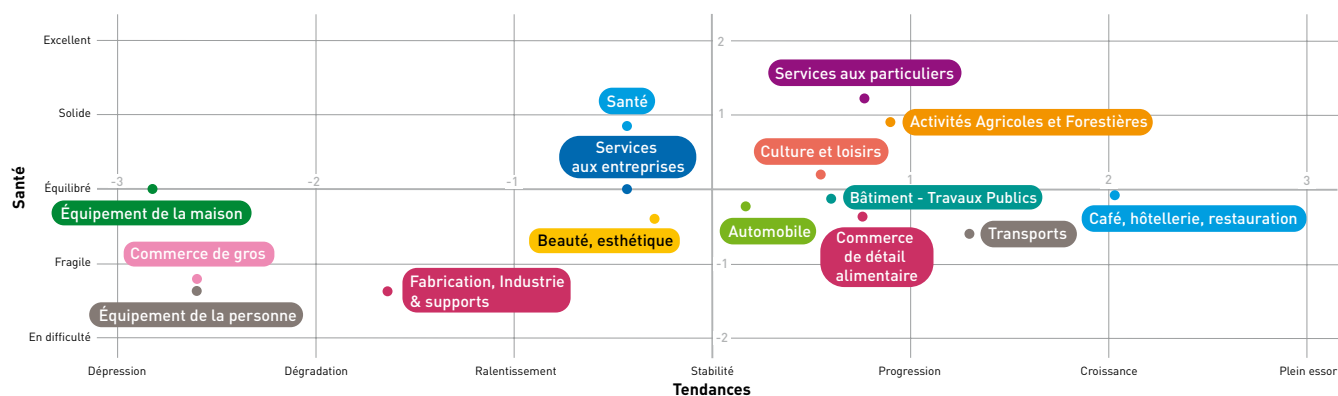 Excellent
2
Services aux particuliers
Santé
Solide
1
Activités Agricoles et Forestières
Services
aux entreprises
Culture et loisirs
Santé
Équilibré
-3
-2
-1
1
2
3
Équipement de la maison
Bâtiment - Travaux Publics
Café, hôtellerie, restauration
Automobile
Transports
Beauté, esthétique
Commerce
de détail
alimentaire
Commerce de gros
Fragile
-1
Fabrication, Industrie
& supports
Équipement de la personne
En difficulté
-2
Dépression
Dégradation
Ralentissement
Stabilité
Progression
Croissance
Plein essor
Tendances